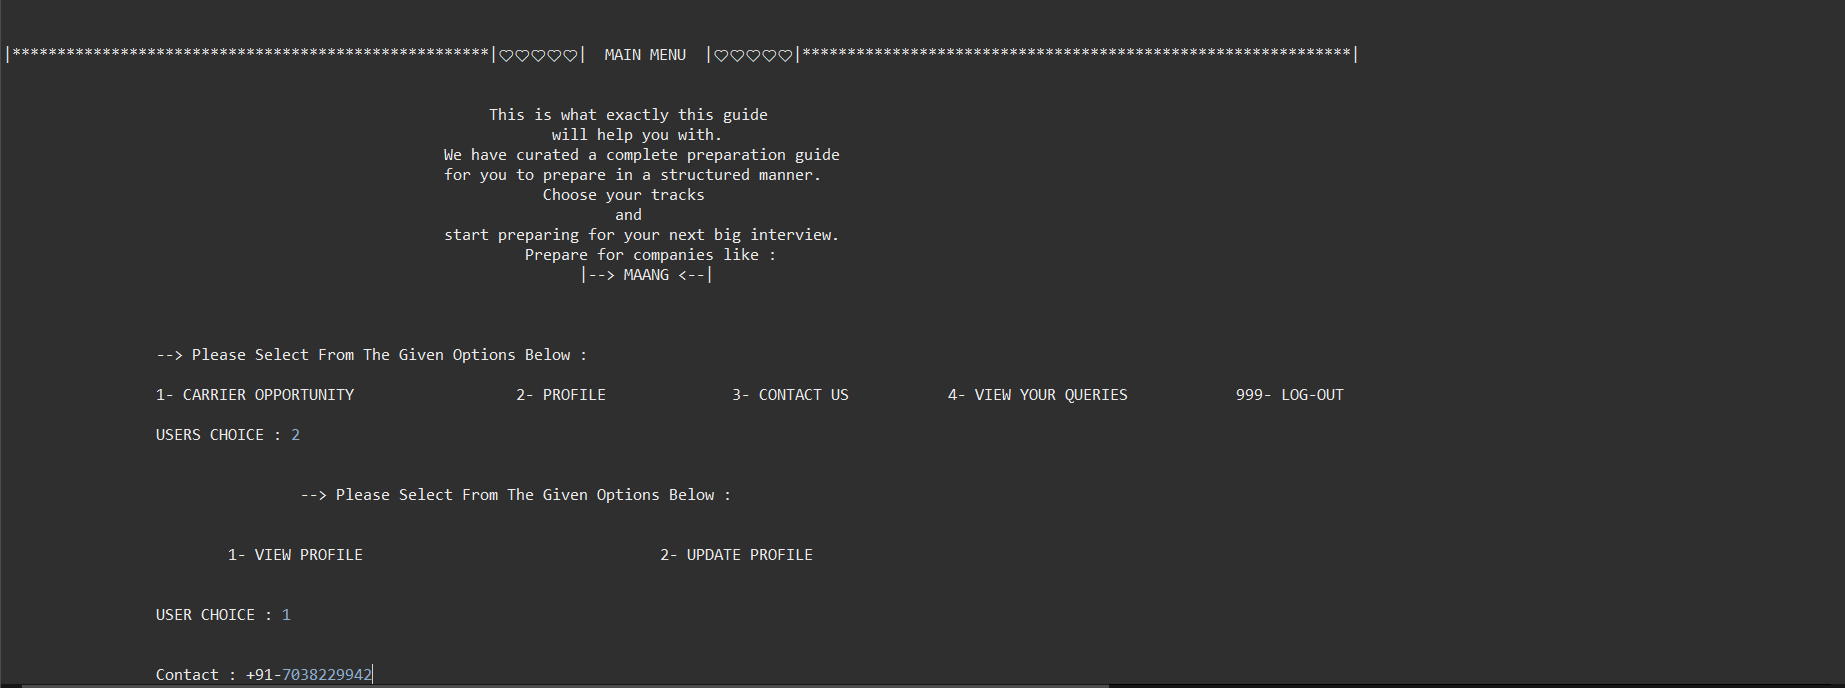 |*****************************************************|♡♡♡♡♡|  MAIN MENU  |♡♡♡♡♡|*************************************************************|
This is what exactly this guide
will help you with.
We have curated a complete preparation guide
for you to prepare in a structured manner.
Choose your tracks
and
start preparing for your next big interview.
Prepare for companies like :
|--> MAANG <--|
--> Please Select From The Given Options Below :
1- CARRIER OPPORTUNITY 2- PROFILE 3- CONTACT US 4- VIEW YOUR QUERIES 999- LOG-OUT
USERS CHOICE : 2
--> Please Select From The Given Options Below :
1- VIEW PROFILE 2- UPDATE PROFILE
USER CHOICE : 1
Contact : +91-7038229942